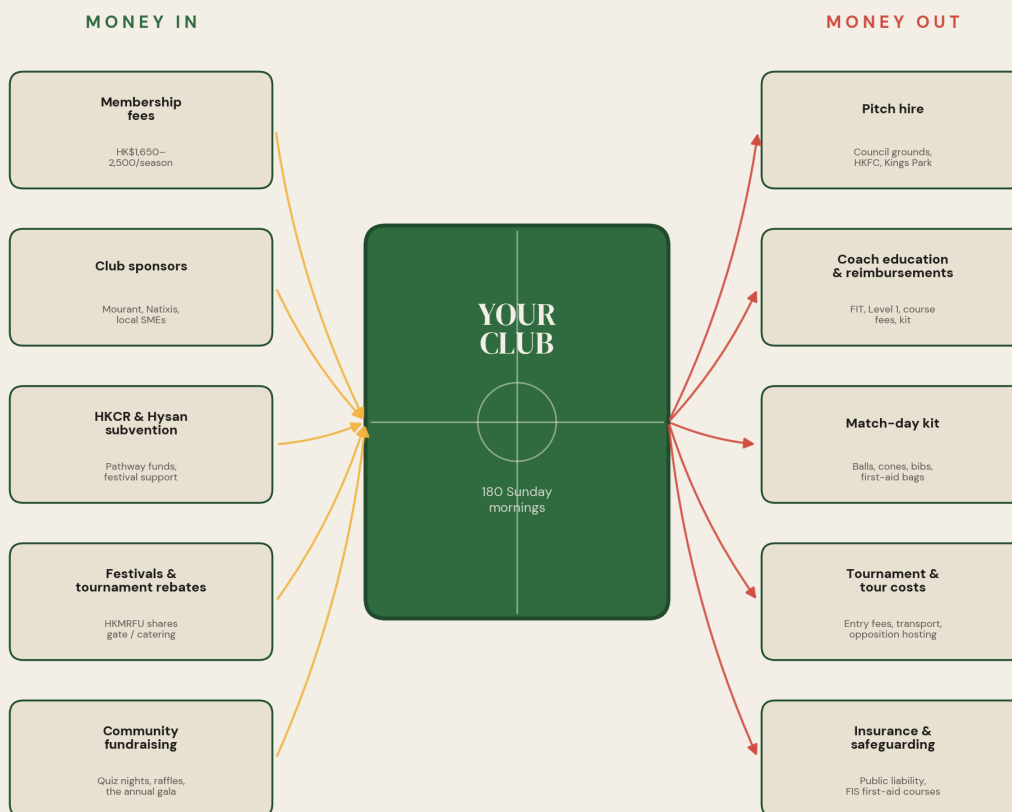 MONEY IN
MONEY OUT
Membership
fees
HK$1,650–
2,500/season
Club sponsors
Mourant, Natixis,
local SMEs
HKCR & Hysan
subvention
Pathway funds,
festival support
Festivals &
tournament rebates
HKMRFU shares
gate / catering
Community
fundraising
Quiz nights, raffles,
the annual gala
YOUR
CLUB
180 Sunday
mornings
Pitch hire
Council grounds,
HKFC, Kings Park
Coach education
& reimbursements
FIT, Level 1, course
fees, kit
Match-day kit
Balls, cones, bibs,
first-aid bags
Tournament &
tour costs
Entry fees, transport,
opposition hosting
Insurance &
safeguarding
Public liability,
FIS first-aid courses